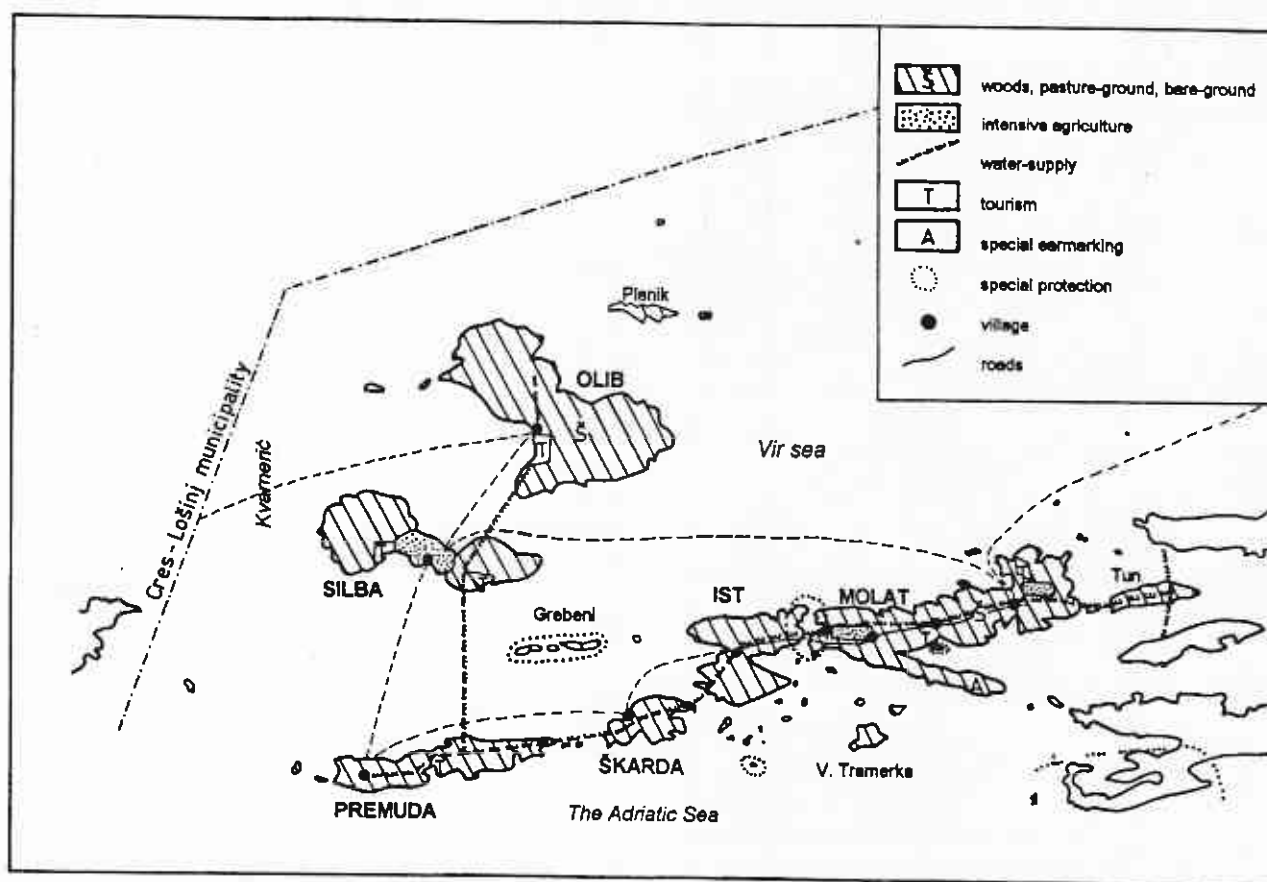 Š woods, pasture-ground, bare-ground
intensive agriculture
water-supply
T tourism
A special earmarking
special protection
village
roads
Planik
OLIB
Š
T
Cres - Lošinj municipality
Kvarnerić
Vir sea
SILBA
T
Grebeni
IST
MOLAT
Tun
A
ŠKARDA
V. Tramerka
PREMUDA
The Adriatic Sea